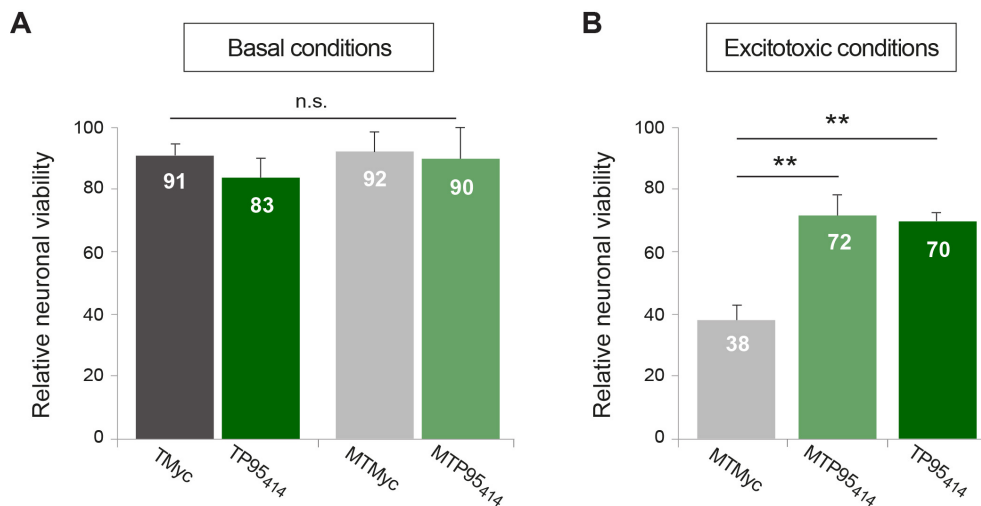 A
Basal conditions
n.s.
Relative neuronal viability
100
80
60
40
20
0
91
83
92
90
TMyc
TP95₄₁₄
MTMyc
MTP95₄₁₄
B
Excitotoxic conditions
**
**
Relative neuronal viability
100
80
60
40
20
0
38
72
70
MTMyc
MTP95₄₁₄
TP95₄₁₄